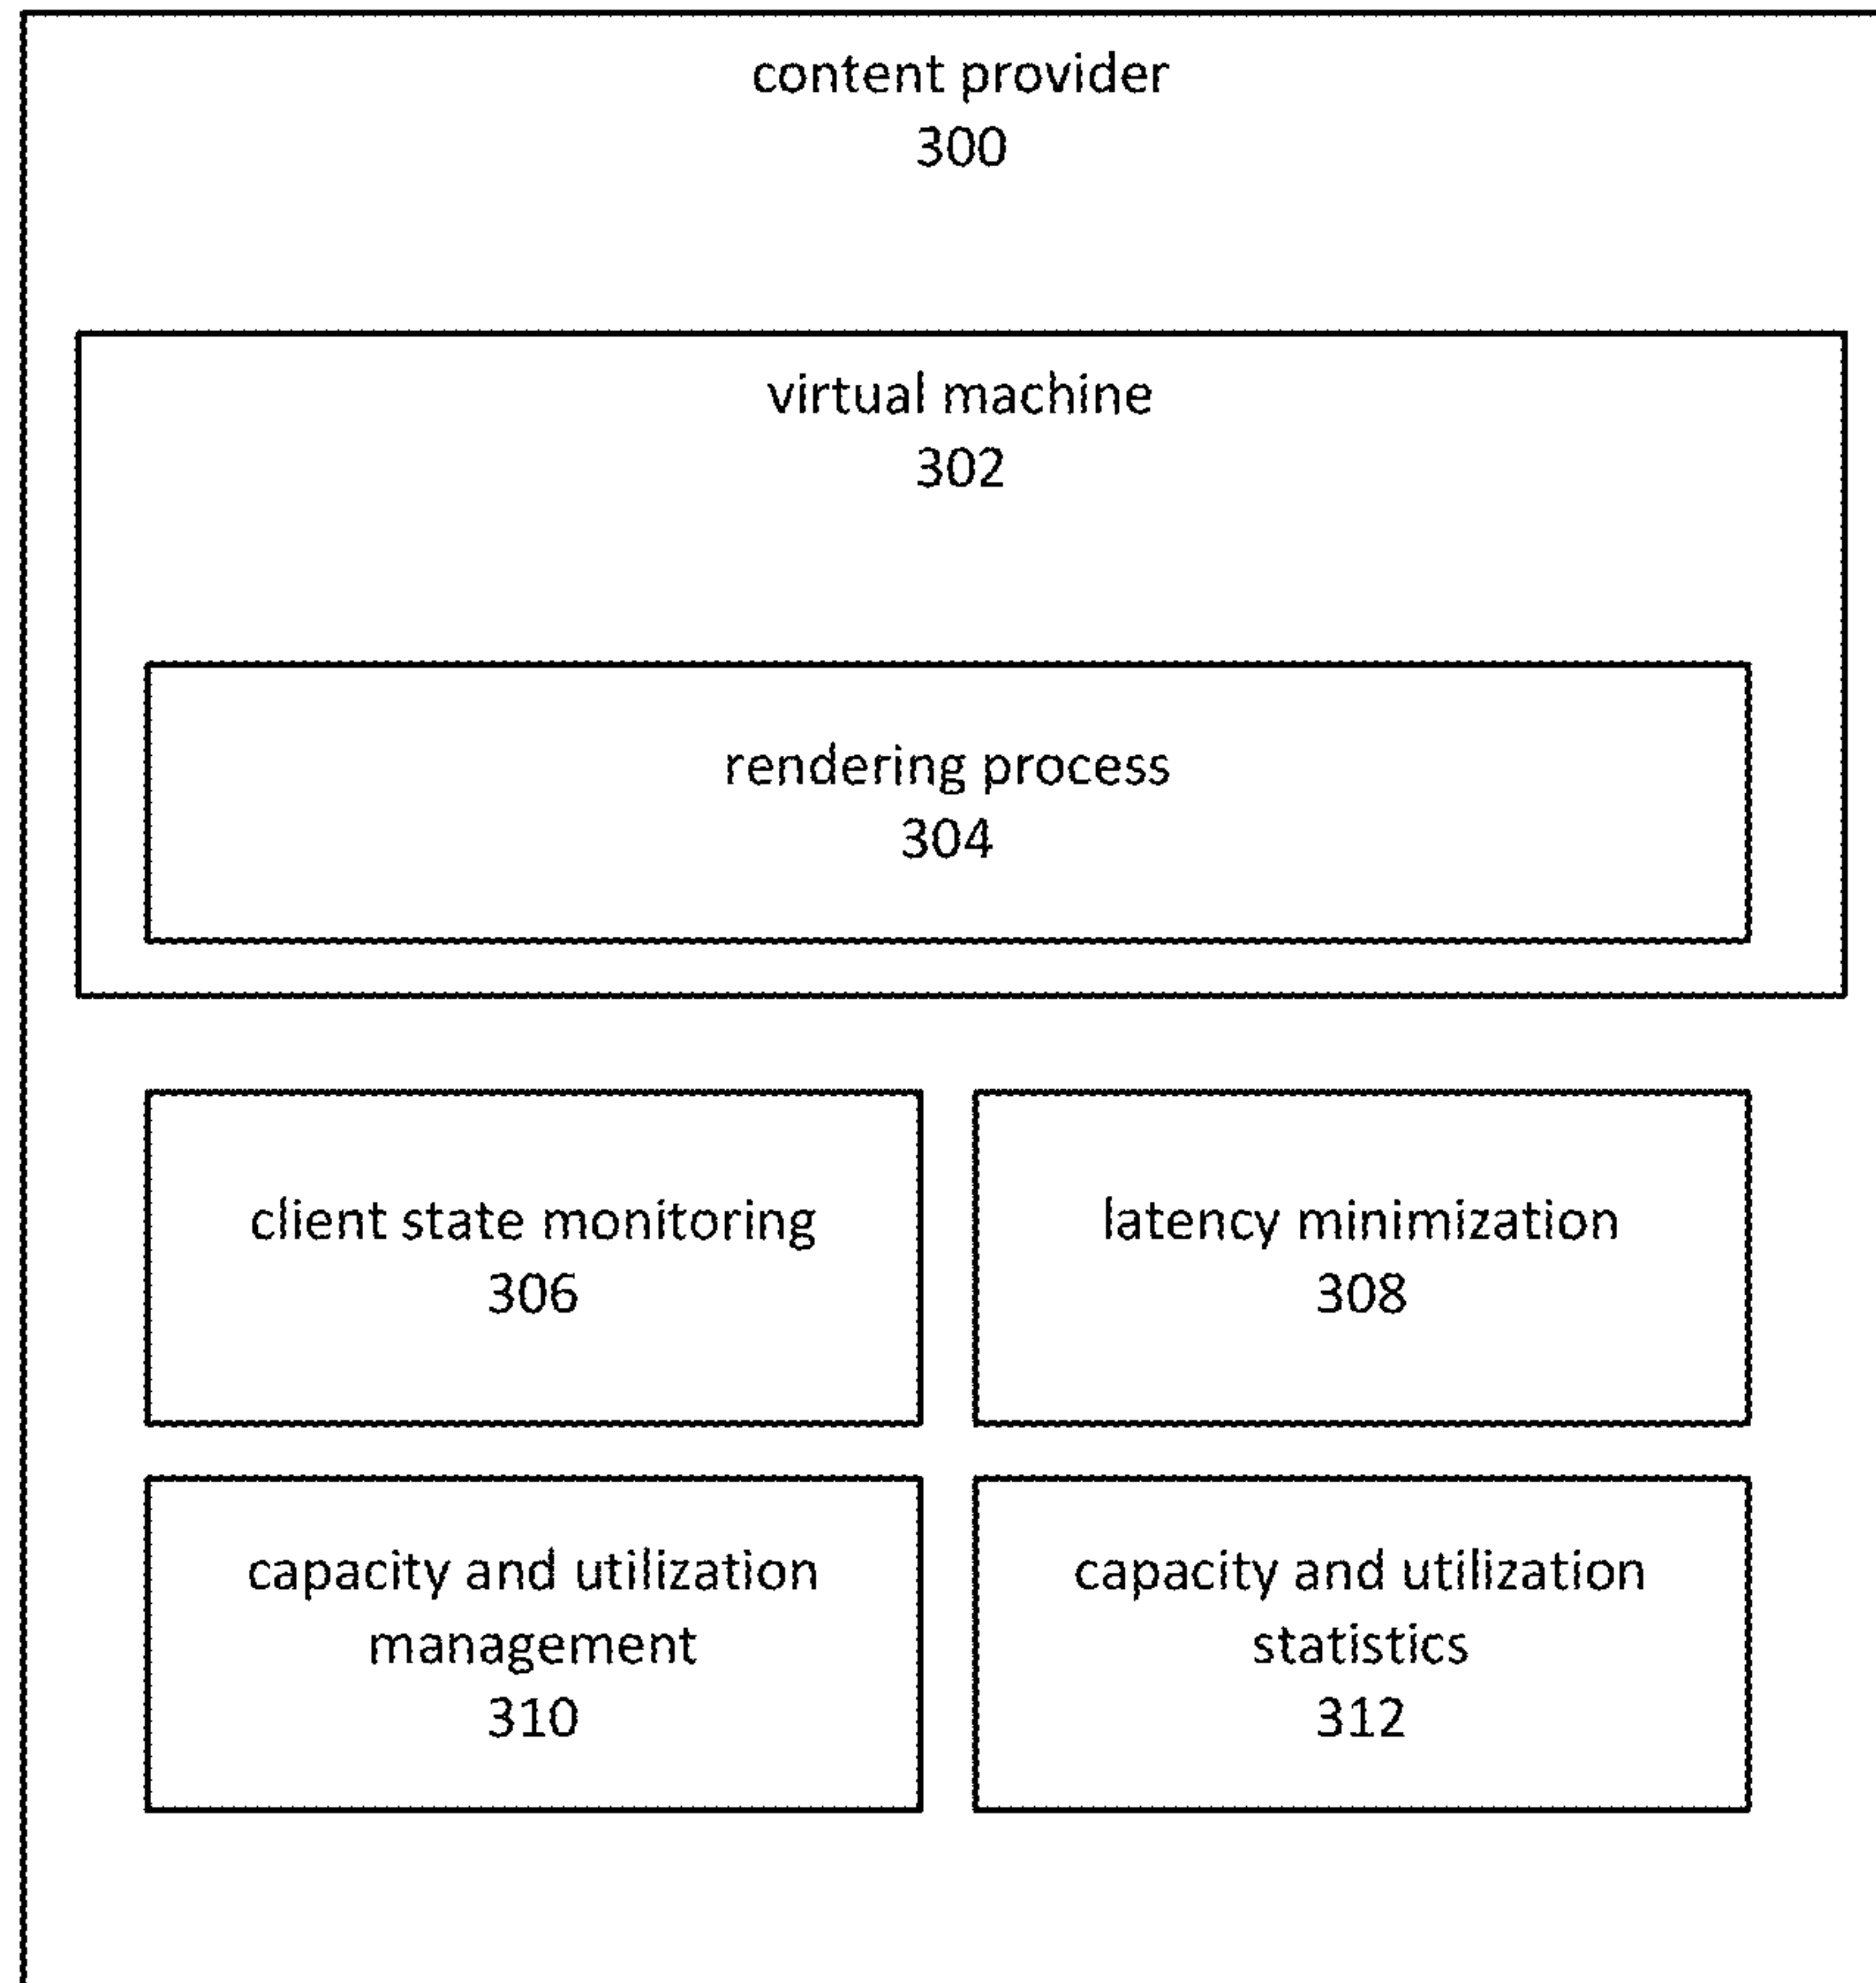 content provider
300
virtual machine
302
rendering process
304
client state monitoring
306
latency minimization
308
capacity and utilization
management
310
capacity and utilization
statistics
312